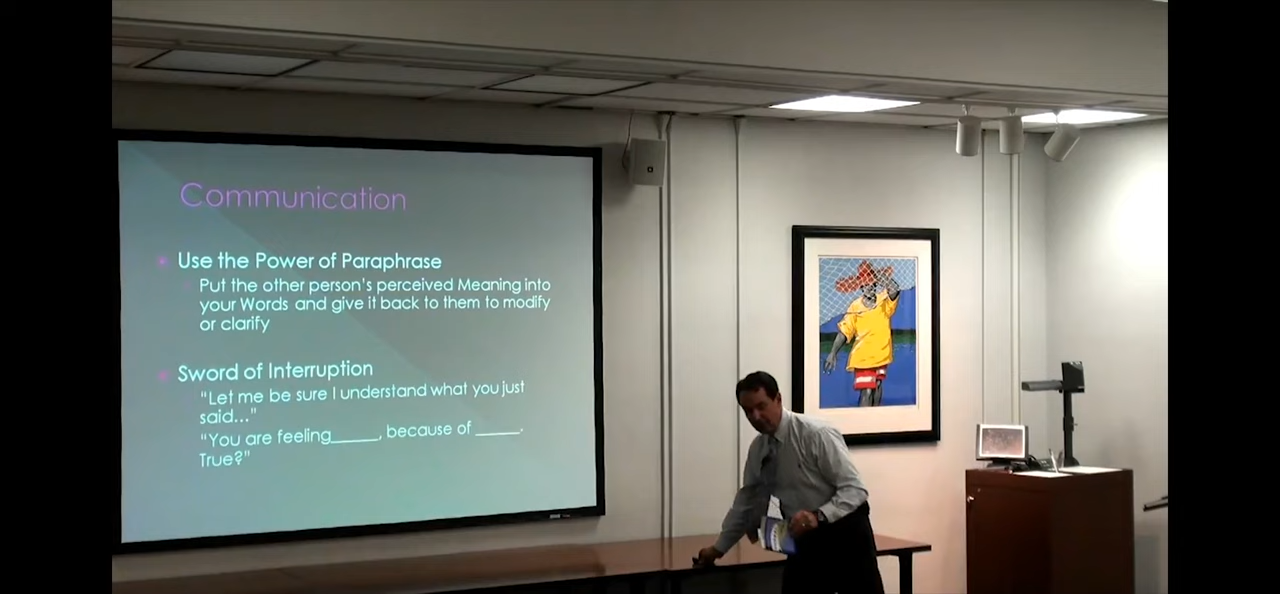 Communication
Use the Power of Paraphrase
Put the other person's perceived Meaning into
your Words and give it back to them to modify
or clarify
Sword of Interruption
"Let me be sure I understand what you just
said..."
"You are feeling_____, because of _____.
True?"